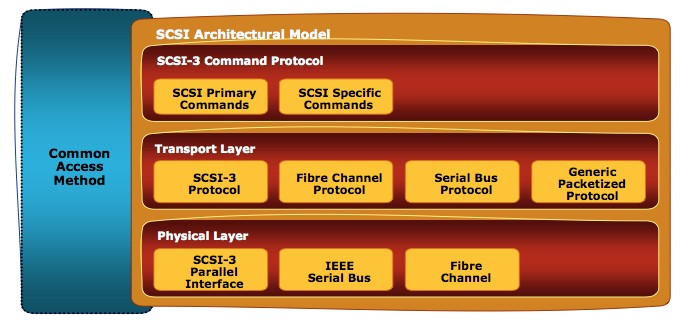 SCSI Architectural Model
SCSI-3 Command Protocol
SCSI Primary
Commands
SCSI Specific
Commands
Common
Access
Method
Transport Layer
SCSI-3
Protocol
Fibre Channel
Protocol
Serial Bus
Protocol
Generic
Packetized
Protocol
Physical Layer
SCSI-3
Parallel
Interface
IEEE
Serial Bus
Fibre
Channel